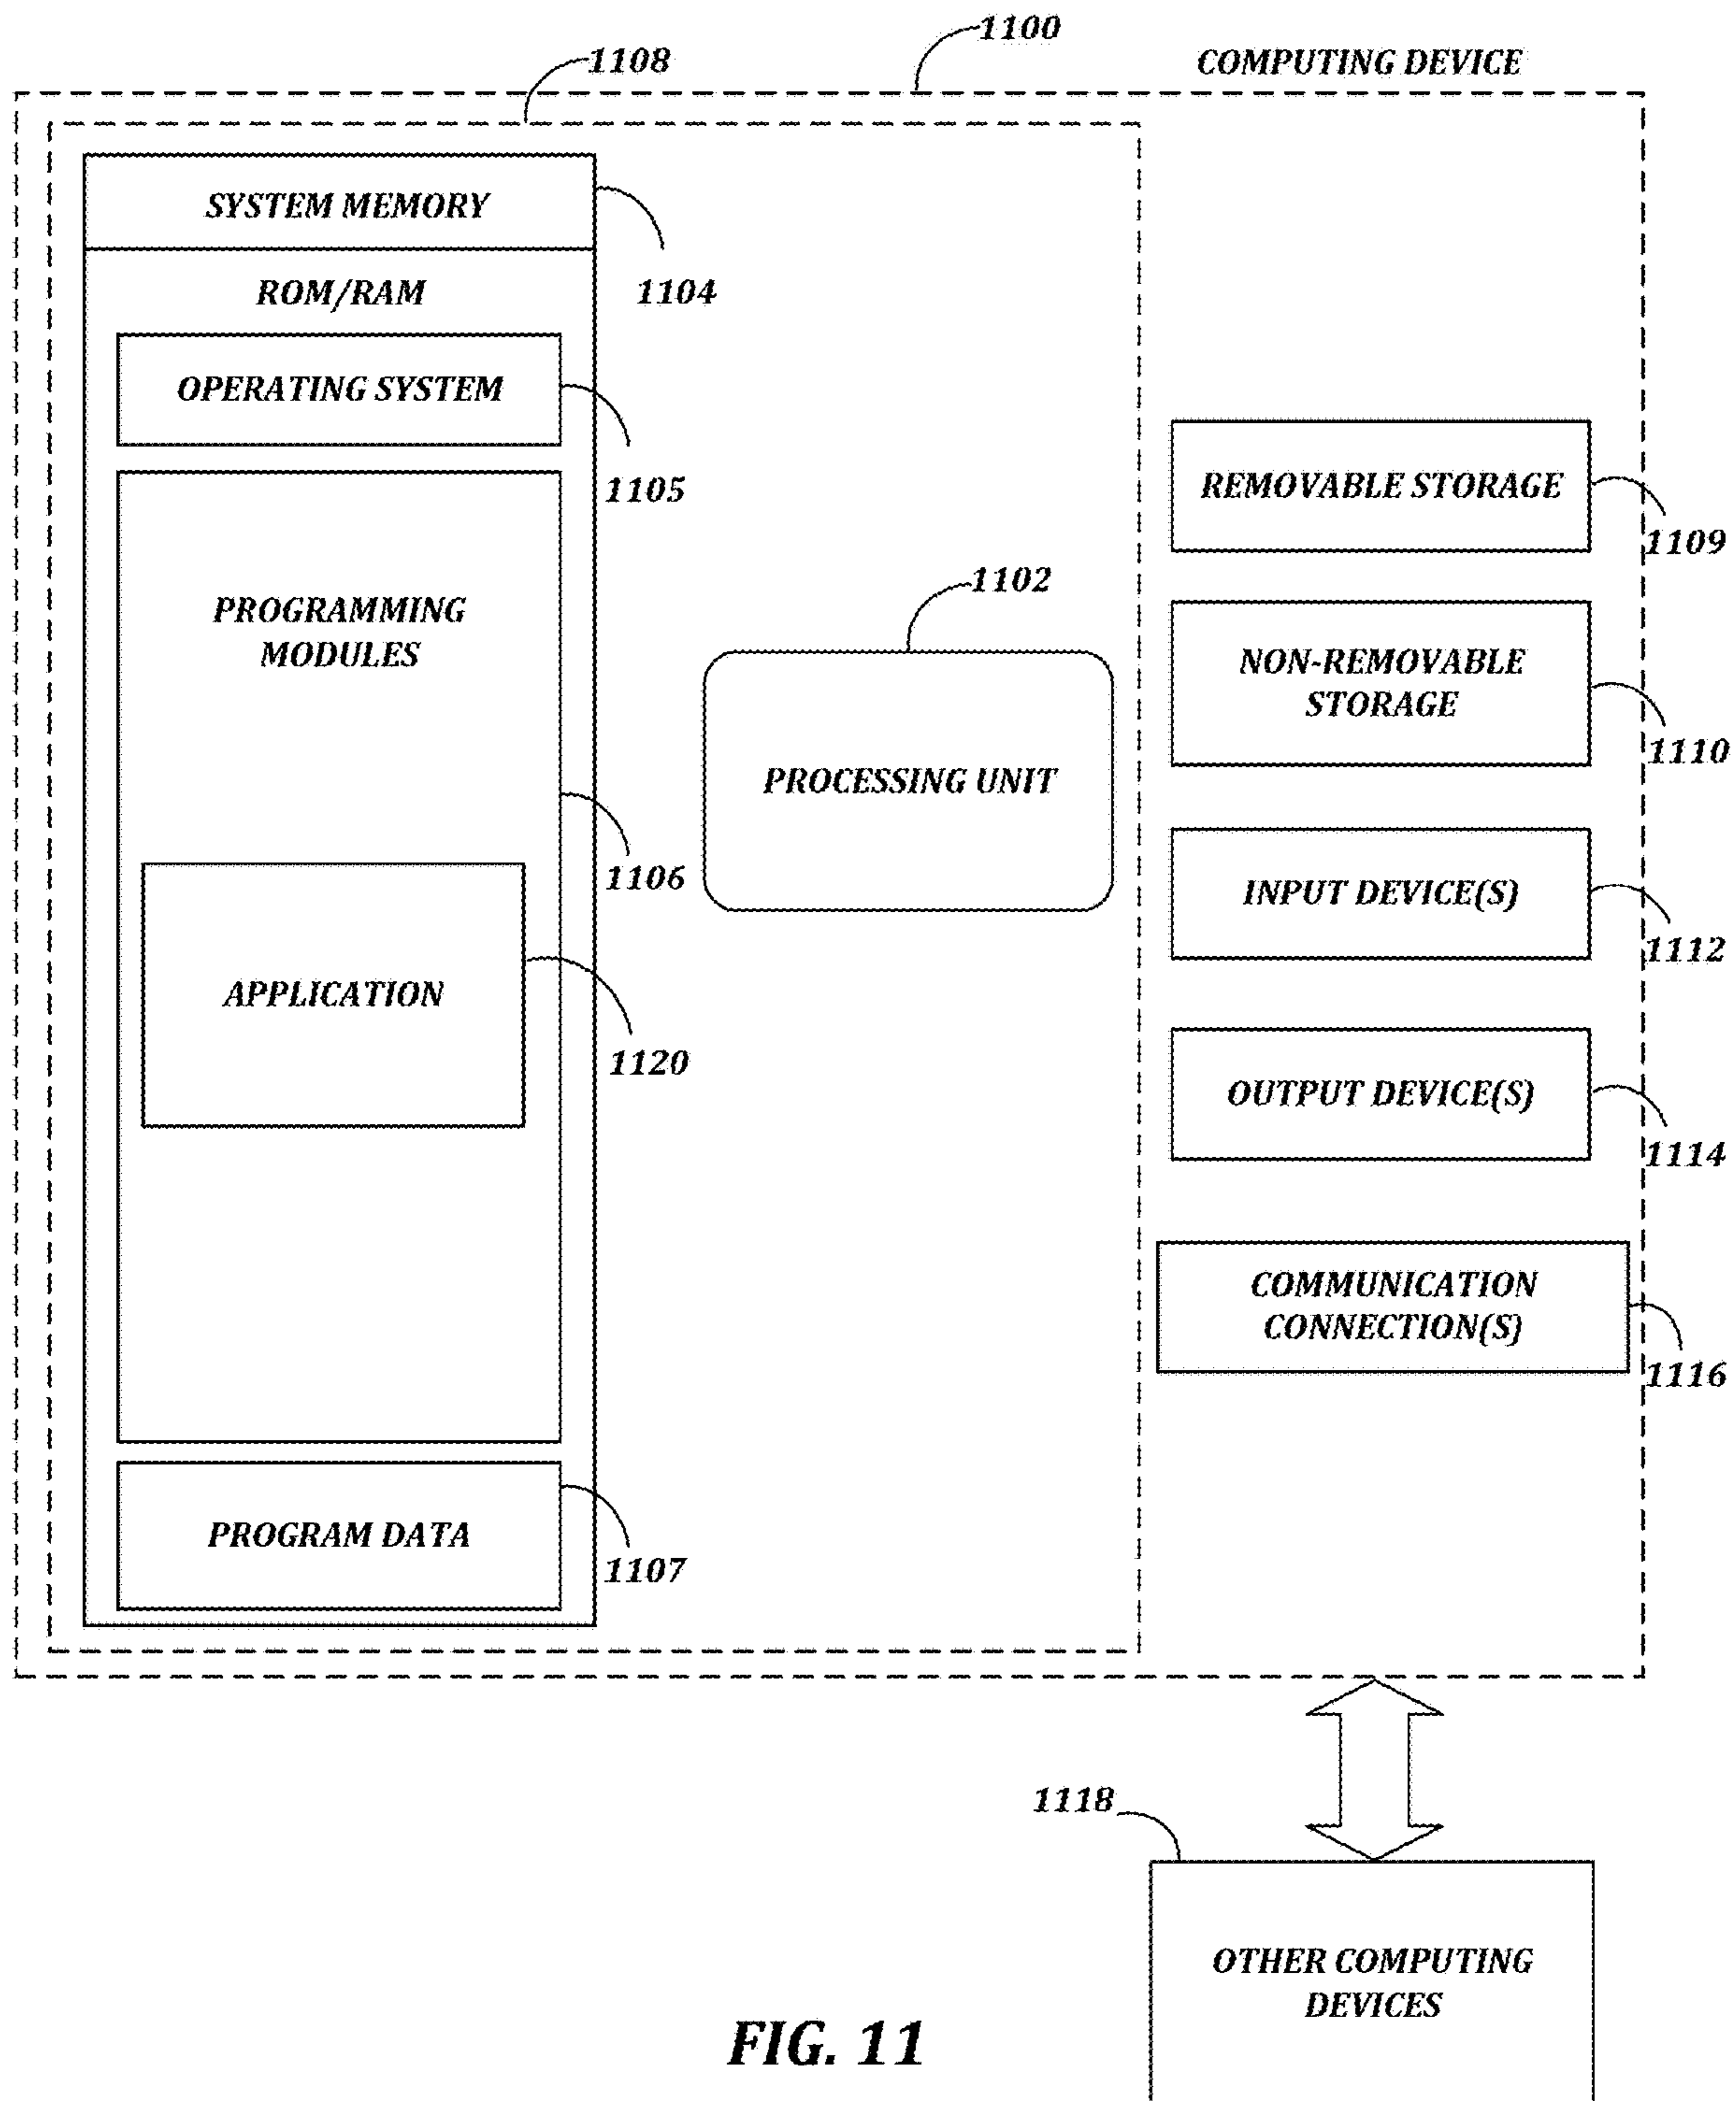 1100
1108
COMPUTING DEVICE
SYSTEM MEMORY
1104
ROM/RAM
OPERATING SYSTEM
1105
PROGRAMMING
MODULES
1106
APPLICATION
1120
PROGRAM DATA
1107
1102
PROCESSING UNIT
REMOVABLE STORAGE
1109
NON-REMOVABLE
STORAGE
1110
INPUT DEVICE(S)
1112
OUTPUT DEVICE(S)
1114
COMMUNICATION
CONNECTION(S)
1116
1118
OTHER COMPUTING
DEVICES
FIG. 11